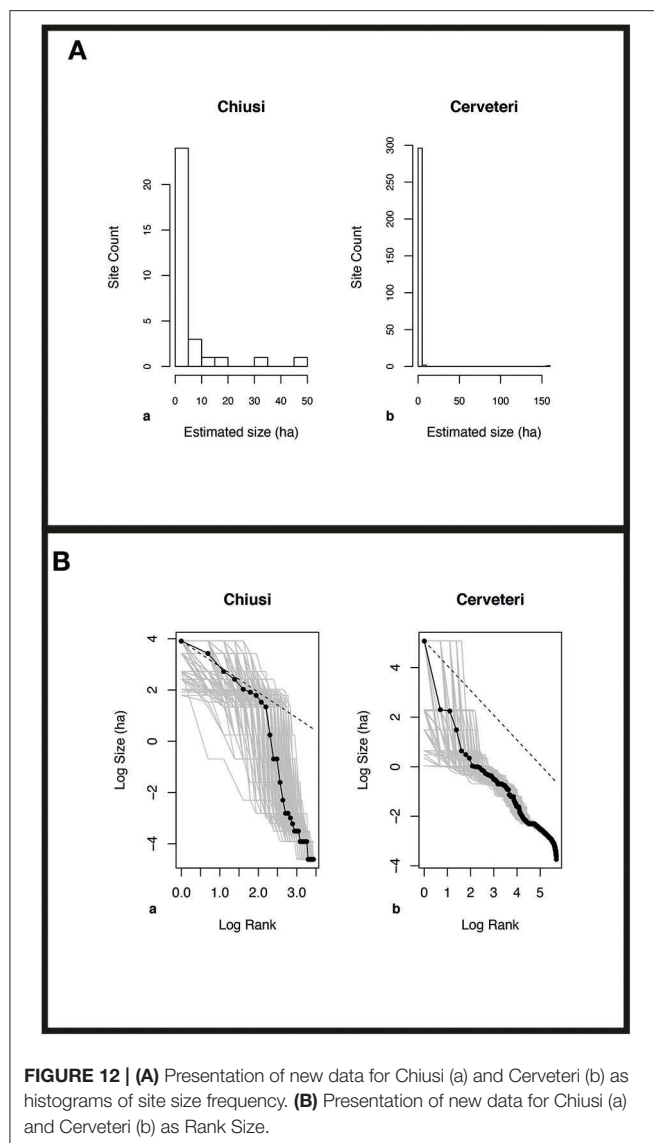 A
Chiusi
Cerveteri
Site Count
0 5 10 15 20
0 10 20 30 40 50
a
Estimated size (ha)
Site Count
0 50 100 150 200 250 300
0 50 100 150
b
Estimated size (ha)
B
Chiusi
Cerveteri
Log Size (ha)
-4 -2 0 2 4
0.0 1.0 2.0 3.0
a
Log Rank
Log Size (ha)
-4 -2 0 2 4
0 1 2 3 4 5
b
Log Rank
FIGURE 12 | (A) Presentation of new data for Chiusi (a) and Cerveteri (b) as
histograms of site size frequency. (B) Presentation of new data for Chiusi (a)
and Cerveteri (b) as Rank Size.